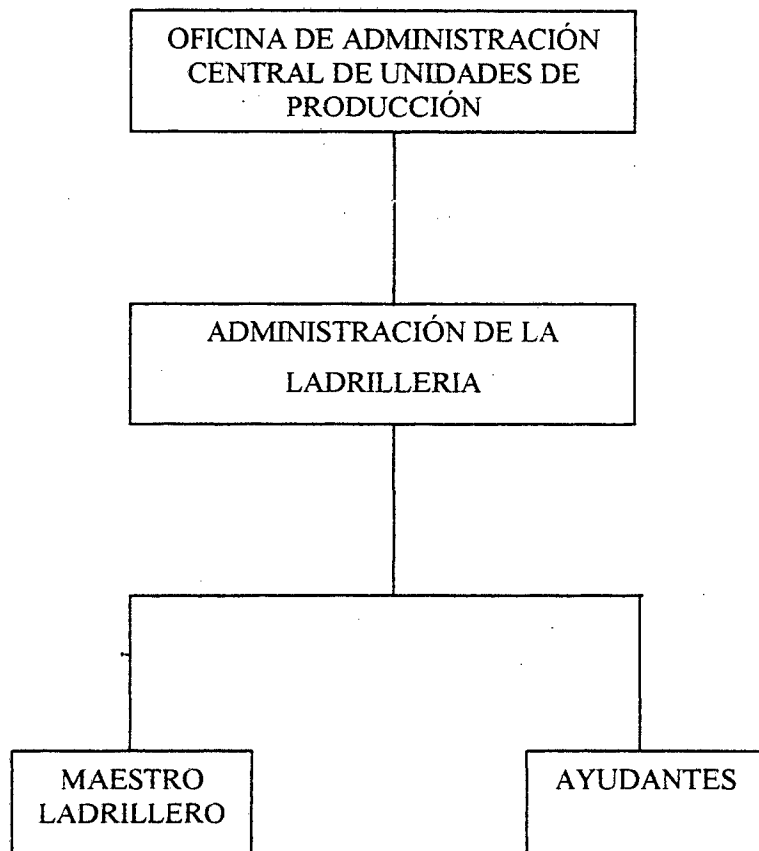 OFICINA DE ADMINISTRACIÓN
CENTRAL DE UNIDADES DE
PRODUCCIÓN
ADMINISTRACIÓN DE LA
LADRILLERIA
MAESTRO
LADRILLERO
AYUDANTES